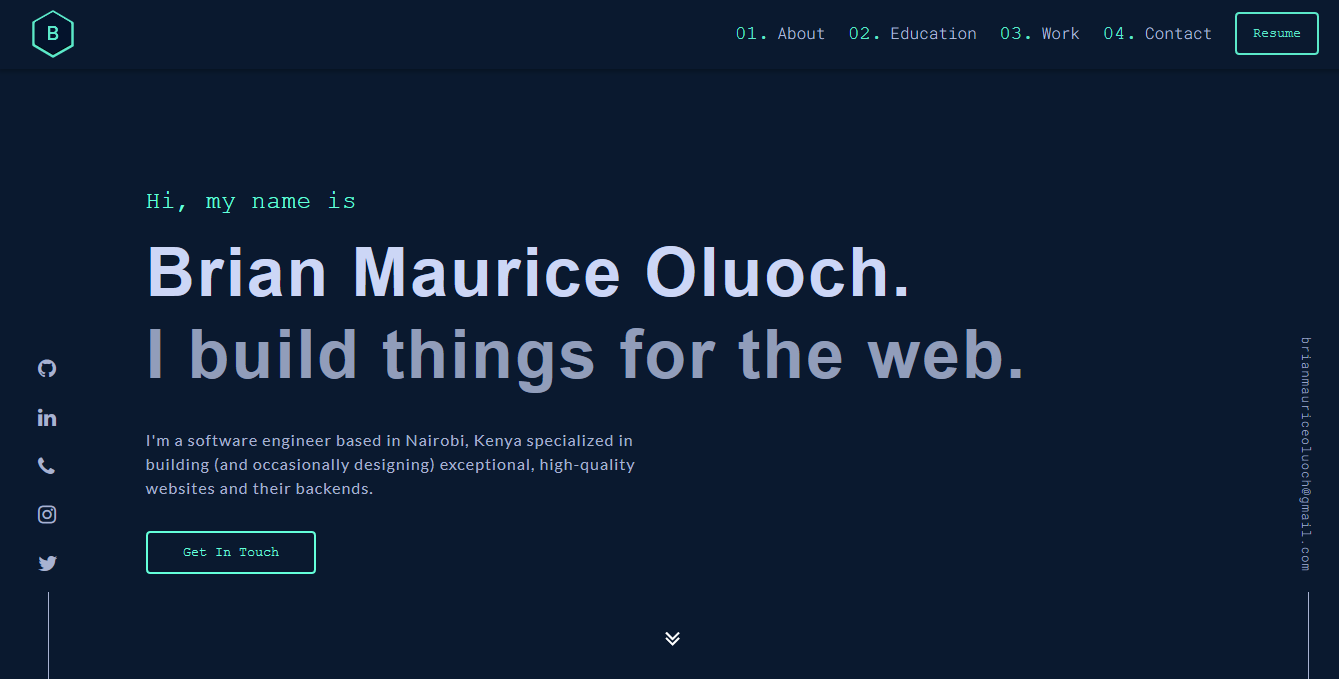 B
01. About 02. Education 03. Work 04. Contact Resume
Hi, my name is
Brian Maurice Oluoch.
I build things for the web.
I'm a software engineer based in Nairobi, Kenya specialized in
building (and occasionally designing) exceptional, high-quality
websites and their backends.
Get In Touch
brianmauriceoluoch@gmail.com